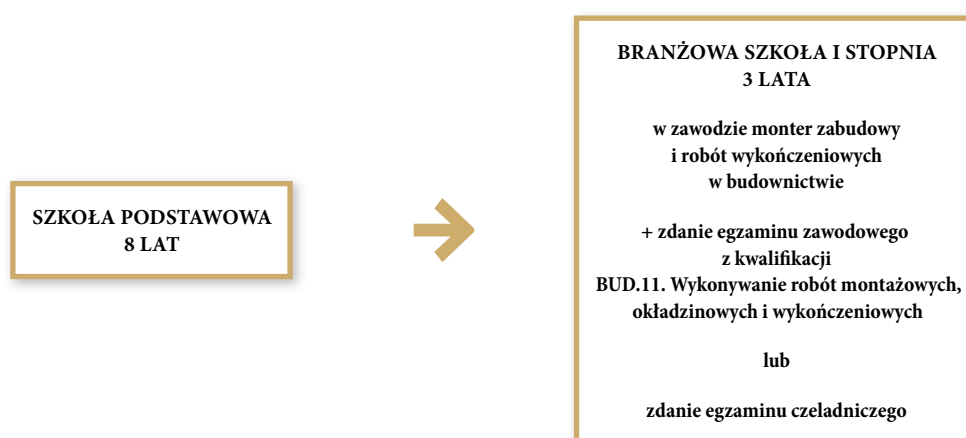 SZKOŁA PODSTAWOWA
8 LAT
BRANŻOWA SZKOŁA I STOPNIA
3 LATA
w zawodzie monter zabudowy
i robót wykończeniowych
w budownictwie
+ zdanie egzaminu zawodowego
z kwalifikacji
BUD.11. Wykonywanie robót montażowych,
okładzinowych i wykończeniowych
lub
zdanie egzaminu czeladniczego